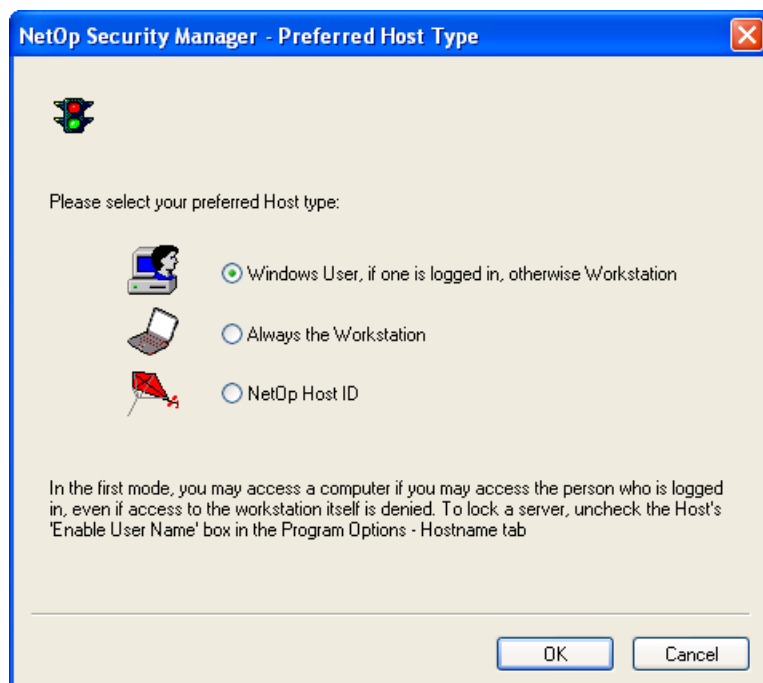 NetOp Security Manager - Preferred Host Type
Please select your preferred Host type:
Windows User, if one is logged in, otherwise Workstation
Always the Workstation
NetOp Host ID
In the first mode, you may access a computer if you may access the person who is logged
in, even if access to the workstation itself is denied. To lock a server, uncheck the Host's
'Enable User Name' box in the Program Options - Hostname tab
OK
Cancel